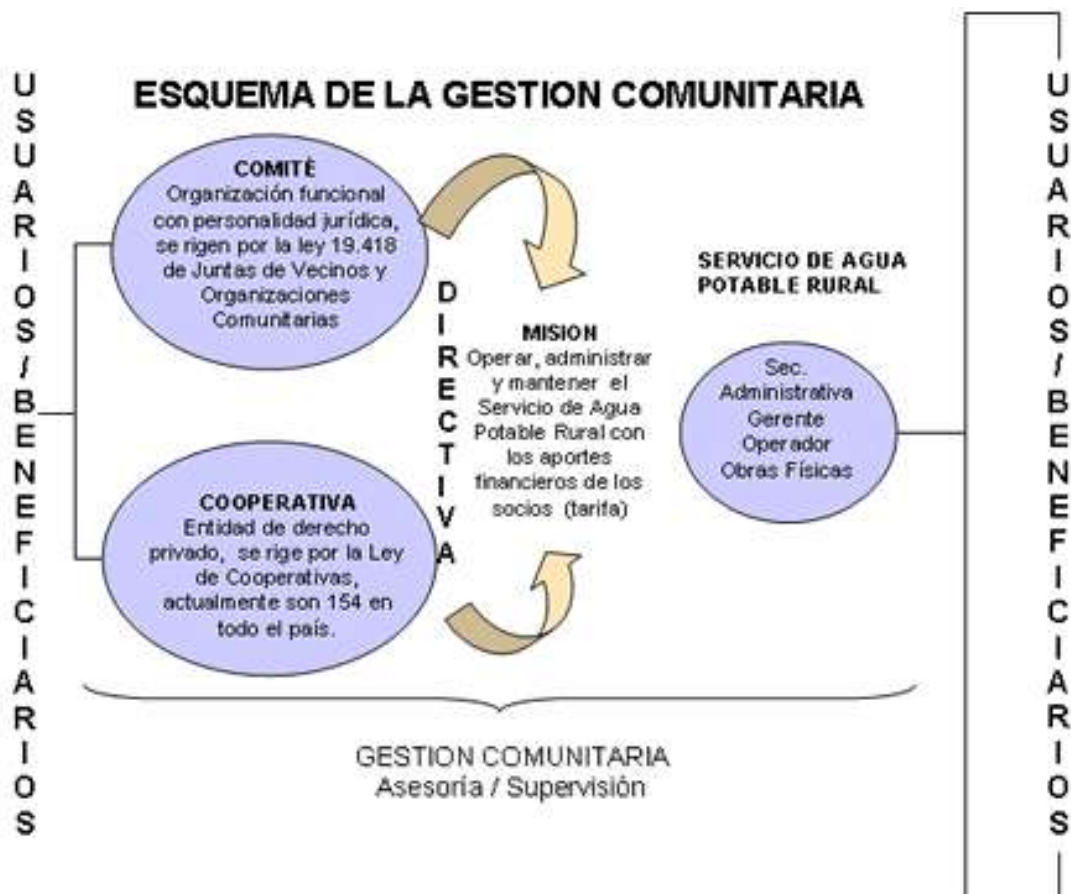 USUARIOS/BENEFICIARIOS
ESQUEMA DE LA GESTION COMUNITARIA
COMITÉ
Organización funcional
con personalidad jurídica,
se rigen por la ley 19.418
de Juntas de Vecinos y
Organizaciones
Comunitarias
COOPERATIVA
Entidad de derecho
privado, se rige por la Ley
de Cooperativas,
actualmente son 154 en
todo el país.
DIRECTIVA
MISION
Operar, administrar
y mantener el
Servicio de Agua
Potable Rural con
los aportes
financieros de los
socios (tarifa)
SERVICIO DE AGUA
POTABLE RURAL
Sec.
Administrativa
Gerente
Operador
Obras Físicas
GESTION COMUNITARIA
Asesoría / Supervisión
USUARIOS/BENEFICIARIOS